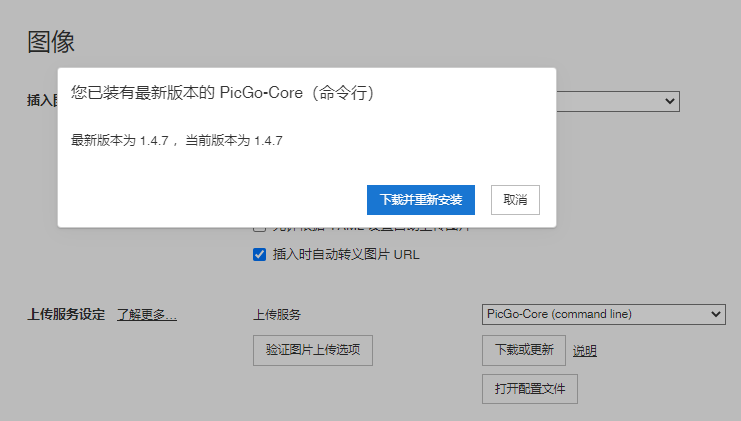 图像
插入
您已装有最新版本的 PicGo-Core（命令行）
最新版本为 1.4.7 ，当前版本为 1.4.7
下载并重新安装
取消
插入时自动转义图片 URL
上传服务设定 了解更多... 上传服务 PicGo-Core (command line)
验证图片上传选项 下载或更新 说明
打开配置文件